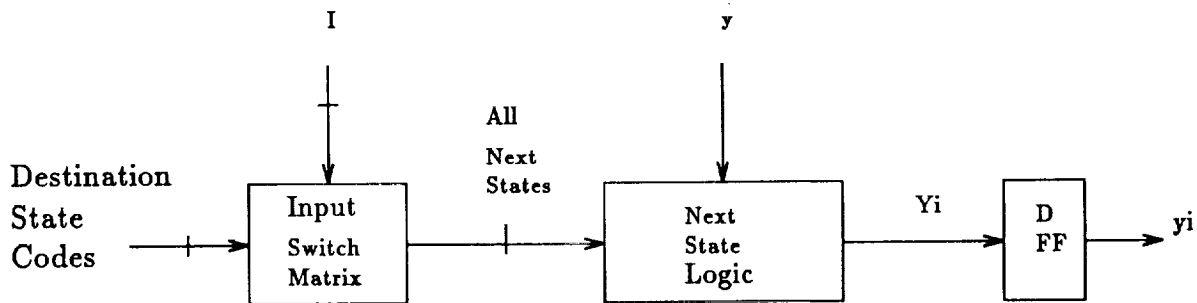 I
y
All
Next
States
Destination
State
Codes
Input
Switch
Matrix
Next
State
Logic
Yi
D
FF
yi